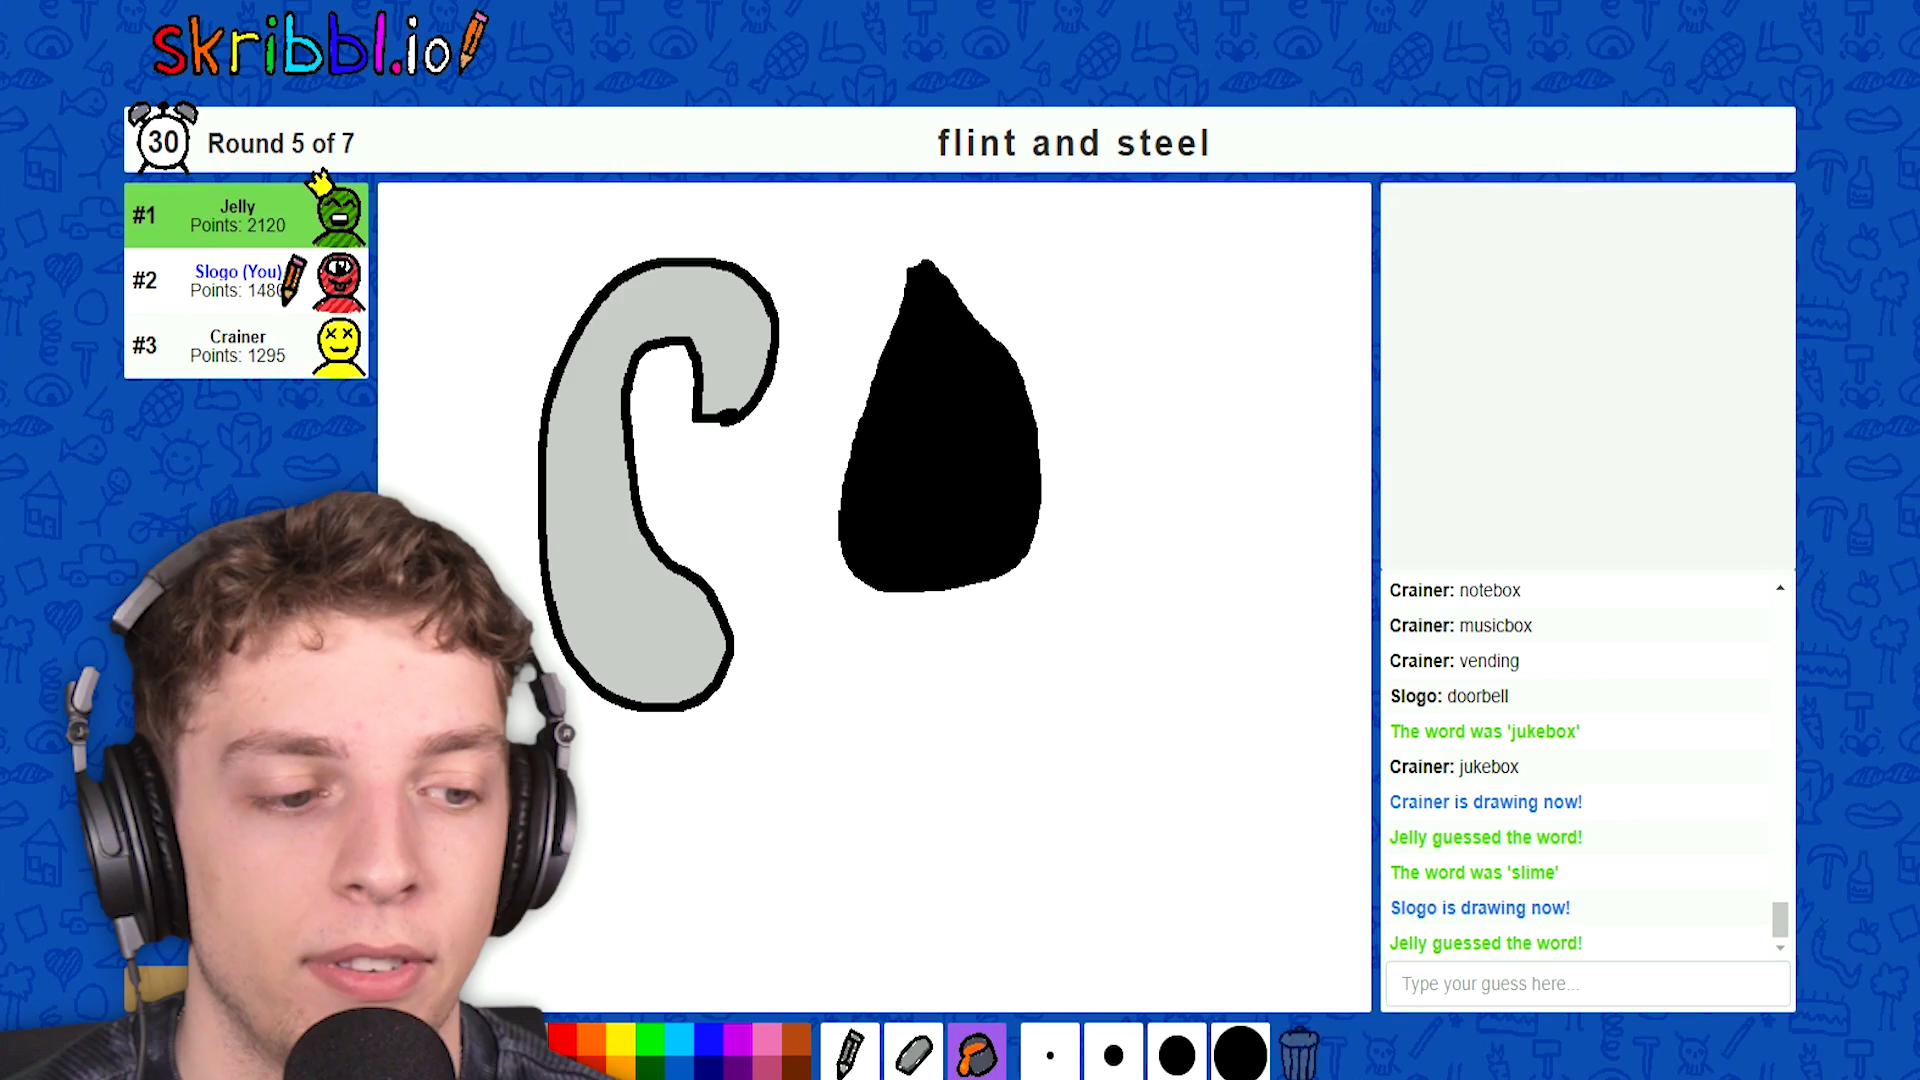 skribbl.io
30
Round 5 of 7
flint and steel
#1
Jelly
Points: 2120
#2
Slogo (You)
Points: 1480
#3
Crainer
Points: 1295
Crainer: notebox
Crainer: musicbox
Crainer: vending
Slogo: doorbell
The word was 'jukebox'
Crainer: jukebox
Crainer is drawing now!
Jelly guessed the word!
The word was 'slime'
Slogo is drawing now!
Jelly guessed the word!
Type your guess here...